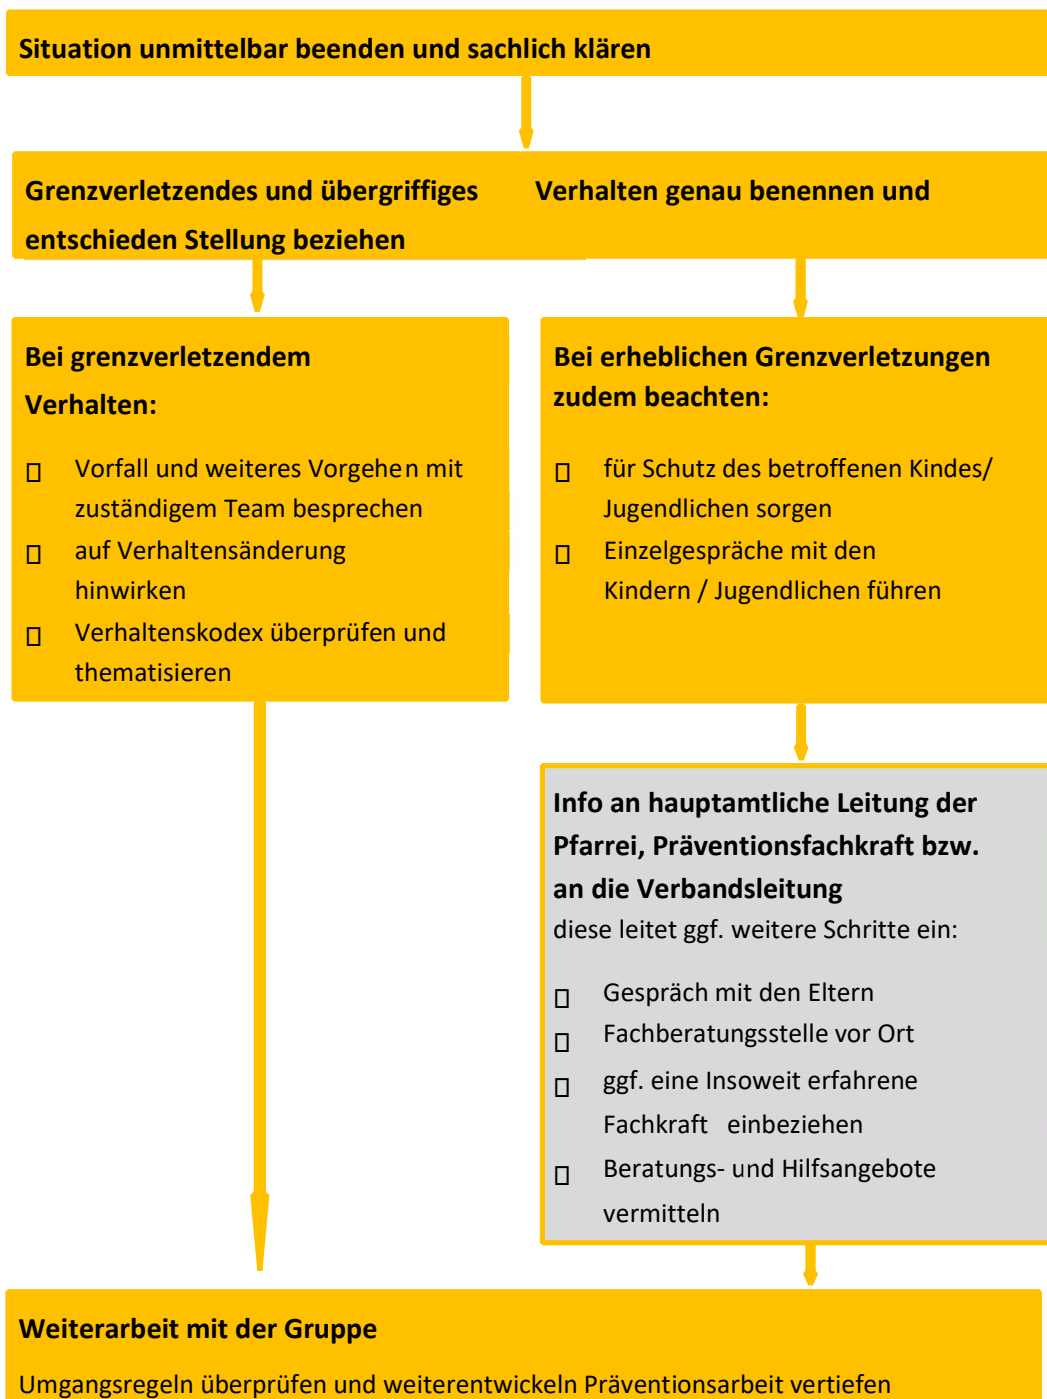 Situation unmittelbar beenden und sachlich klären
Grenzverletzendes und übergriffiges Verhalten genau benennen und
entschieden Stellung beziehen
Bei grenzverletzendem
Verhalten:
Vorfall und weiteres Vorgehen mit
zuständigem Team besprechen
auf Verhaltensänderung
hinwirken
Verhaltenskodex überprüfen und
thematisieren
Bei erheblichen Grenzverletzungen
zudem beachten:
für Schutz des betroffenen Kindes/
Jugendlichen sorgen
Einzelgespräche mit den
Kindern / Jugendlichen führen
Info an hauptamtliche Leitung der
Pfarrei, Präventionsfachkraft bzw.
an die Verbandsleitung
diese leitet ggf. weitere Schritte ein:
Gespräch mit den Eltern
Fachberatungsstelle vor Ort
ggf. eine Insoweit erfahrene
Fachkraft einbeziehen
Beratungs- und Hilfsangebote
vermitteln
Weiterarbeit mit der Gruppe
Umgangsregeln überprüfen und weiterentwickeln Präventionsarbeit vertiefen